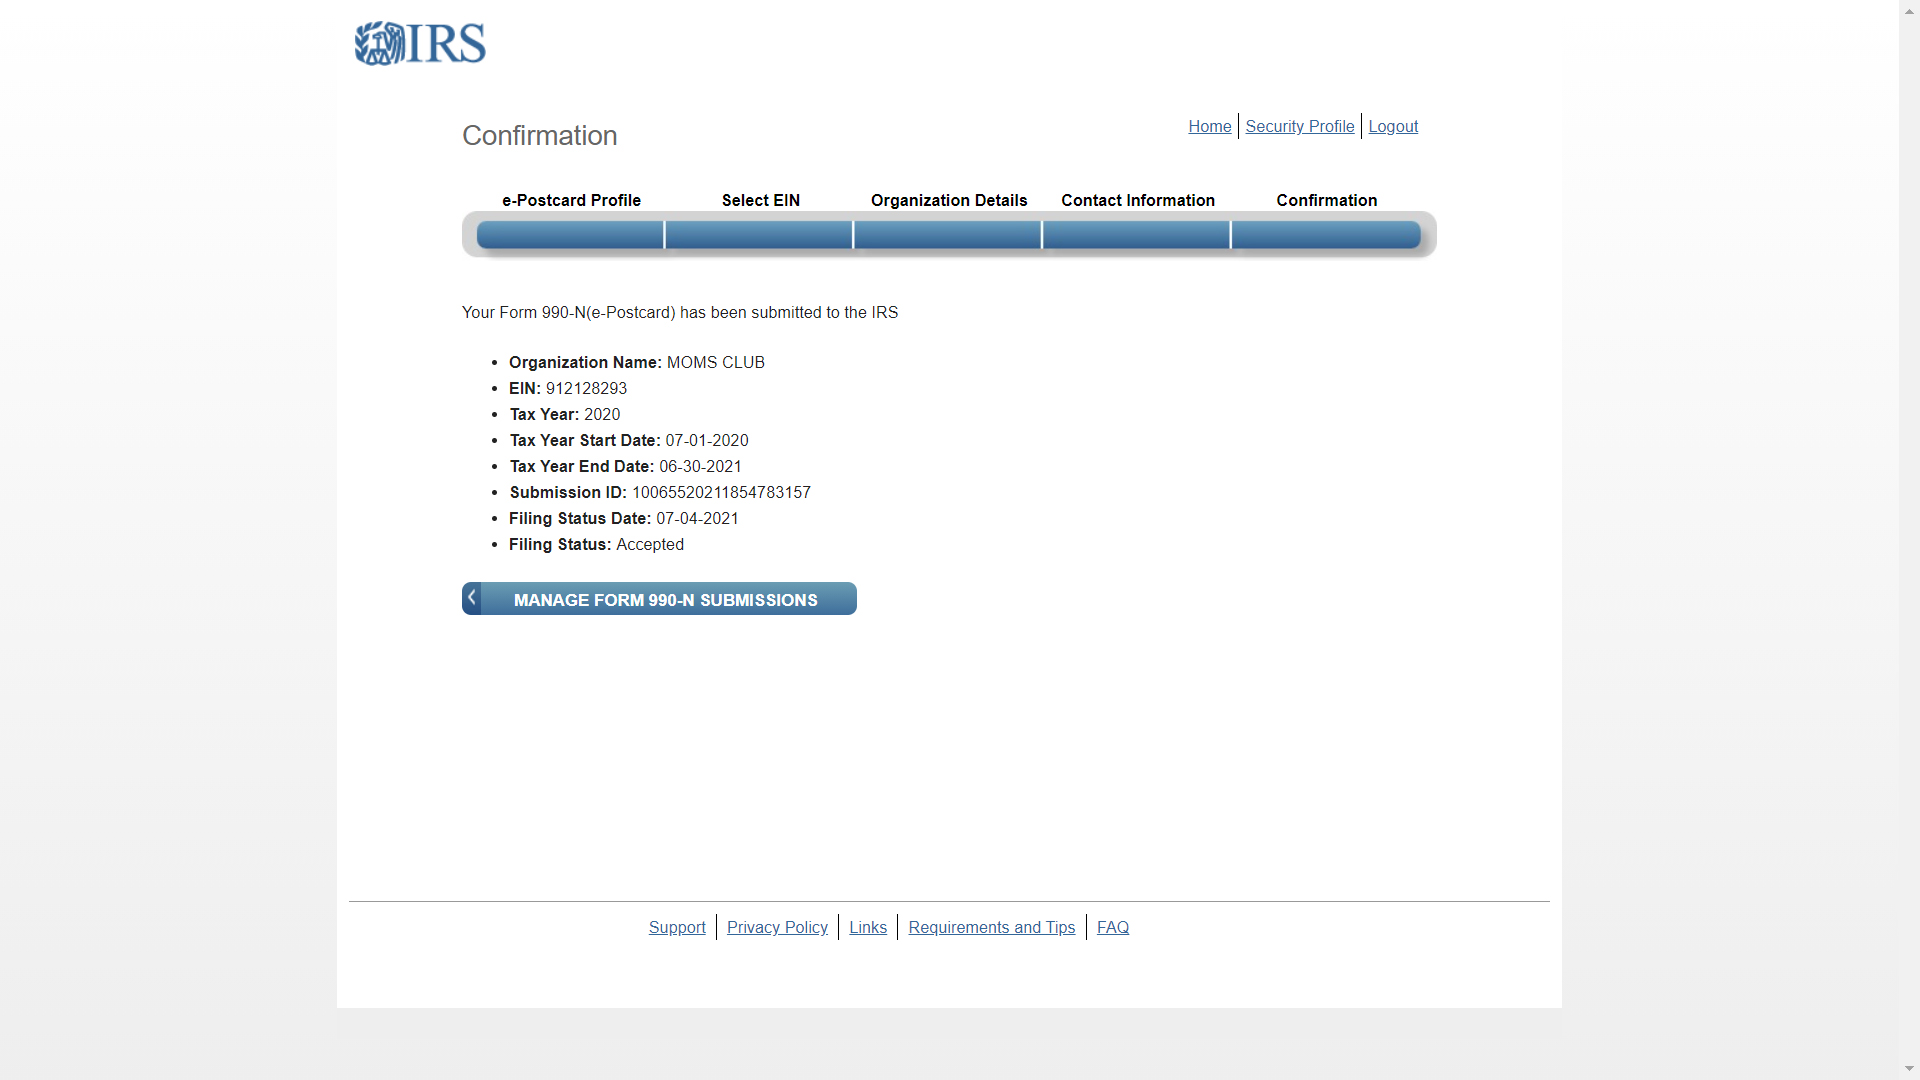 IRS
Confirmation
Home Security Profile Logout
e-Postcard Profile Select EIN Organization Details Contact Information Confirmation
Your Form 990-N(e-Postcard) has been submitted to the IRS
• Organization Name: MOMS CLUB
• EIN: 912128293
• Tax Year: 2020
• Tax Year Start Date: 07-01-2020
• Tax Year End Date: 06-30-2021
• Submission ID: 10065520211854783157
• Filing Status Date: 07-04-2021
• Filing Status: Accepted
MANAGE FORM 990-N SUBMISSIONS
Support Privacy Policy Links Requirements and Tips FAQ